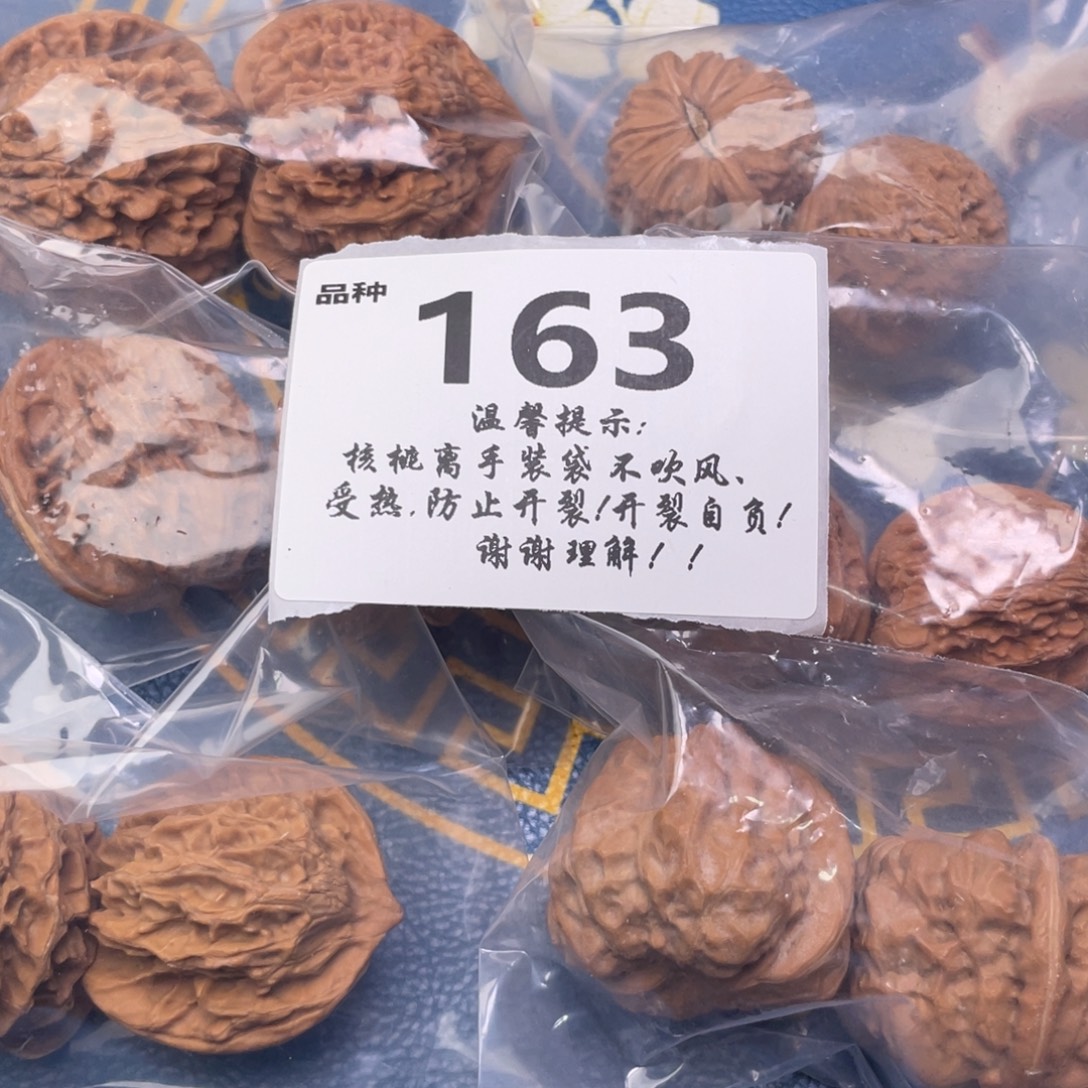 品种 163
温馨提示:
核桃离手装袋不吹风、
受热,防止开裂!开裂自负!
谢谢理解!!